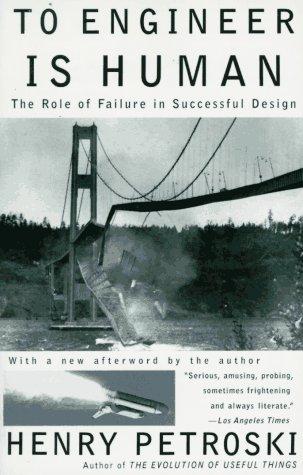 TO ENGINEER
IS HUMAN
The Role of Failure in Successful Design
With a new afterword by the author
"Serious, amusing, probing,
sometimes frightening
and always literate."
—Los Angeles Times
HENRY PETROSKI
Author of THE EVOLUTION OF USEFUL THINGS